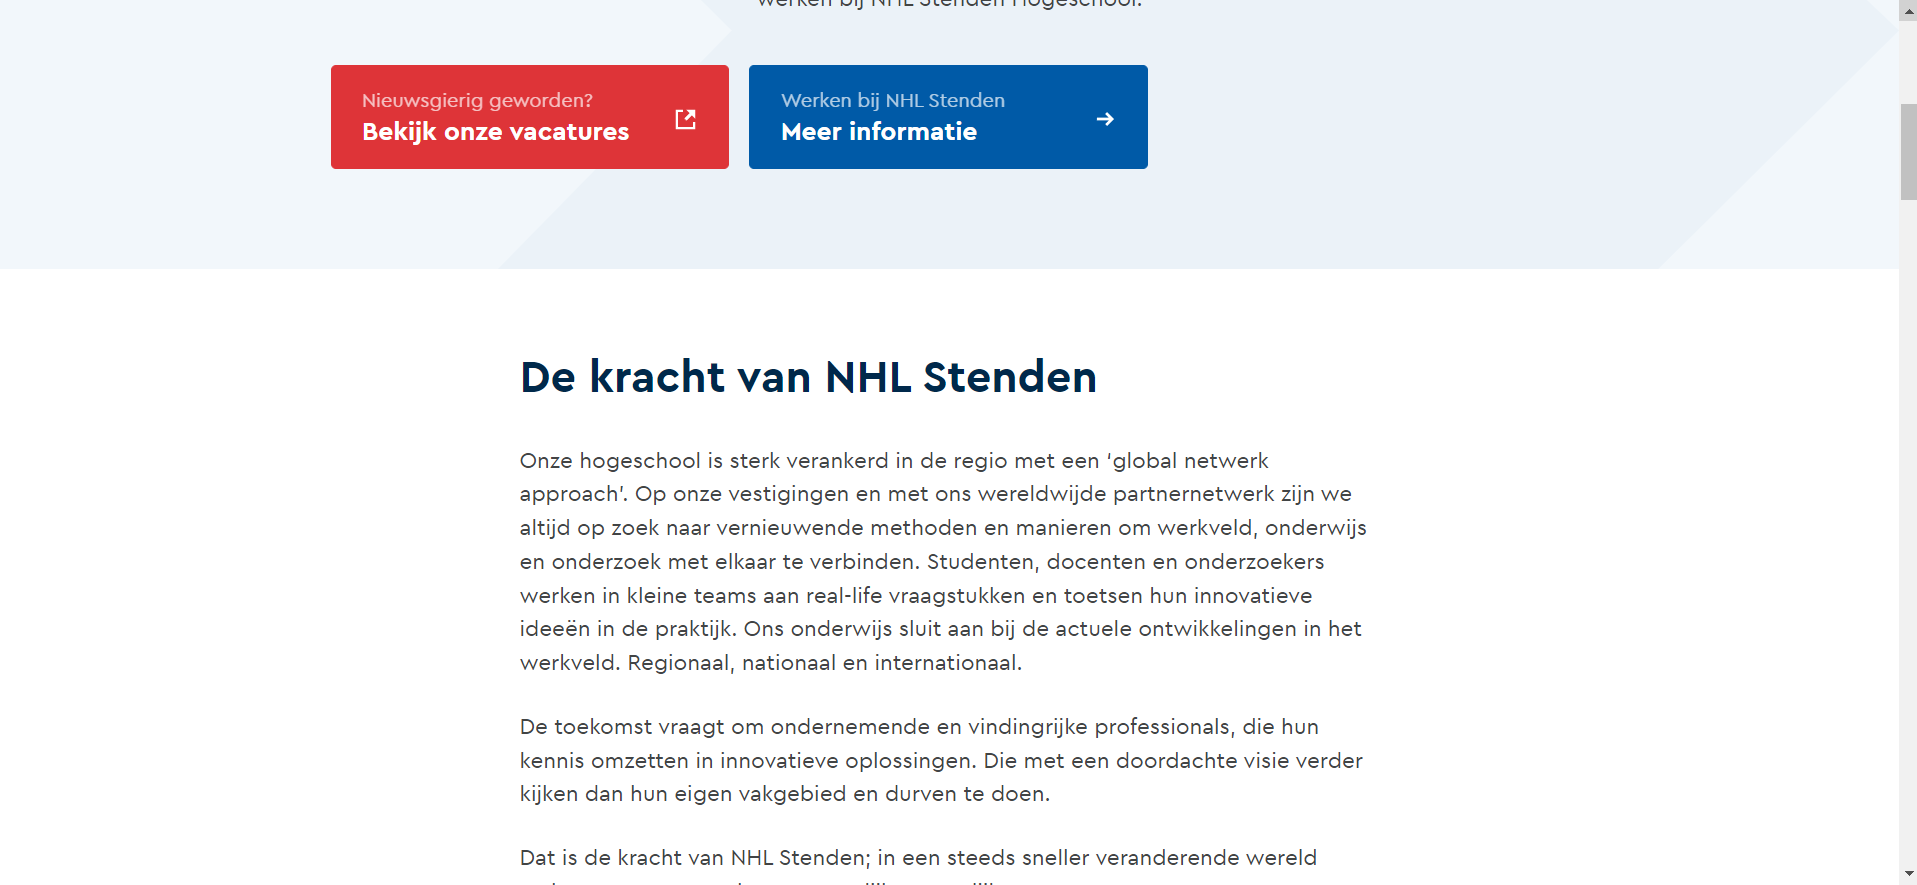 werken bij NHL Stenden Hogeschool.
Nieuwsgierig geworden?
Bekijk onze vacatures
Werken bij NHL Stenden
Meer informatie
De kracht van NHL Stenden
Onze hogeschool is sterk verankerd in de regio met een ‘global netwerk
approach’. Op onze vestigingen en met ons wereldwijde partnernetwerk zijn we
altijd op zoek naar vernieuwende methoden en manieren om werkveld, onderwijs
en onderzoek met elkaar te verbinden. Studenten, docenten en onderzoekers
werken in kleine teams aan real-life vraagstukken en toetsen hun innovatieve
ideeën in de praktijk. Ons onderwijs sluit aan bij de actuele ontwikkelingen in het
werkveld. Regionaal, nationaal en internationaal.
De toekomst vraagt om ondernemende en vindingrijke professionals, die hun
kennis omzetten in innovatieve oplossingen. Die met een doordachte visie verder
kijken dan hun eigen vakgebied en durven te doen.
Dat is de kracht van NHL Stenden; in een steeds sneller veranderende wereld